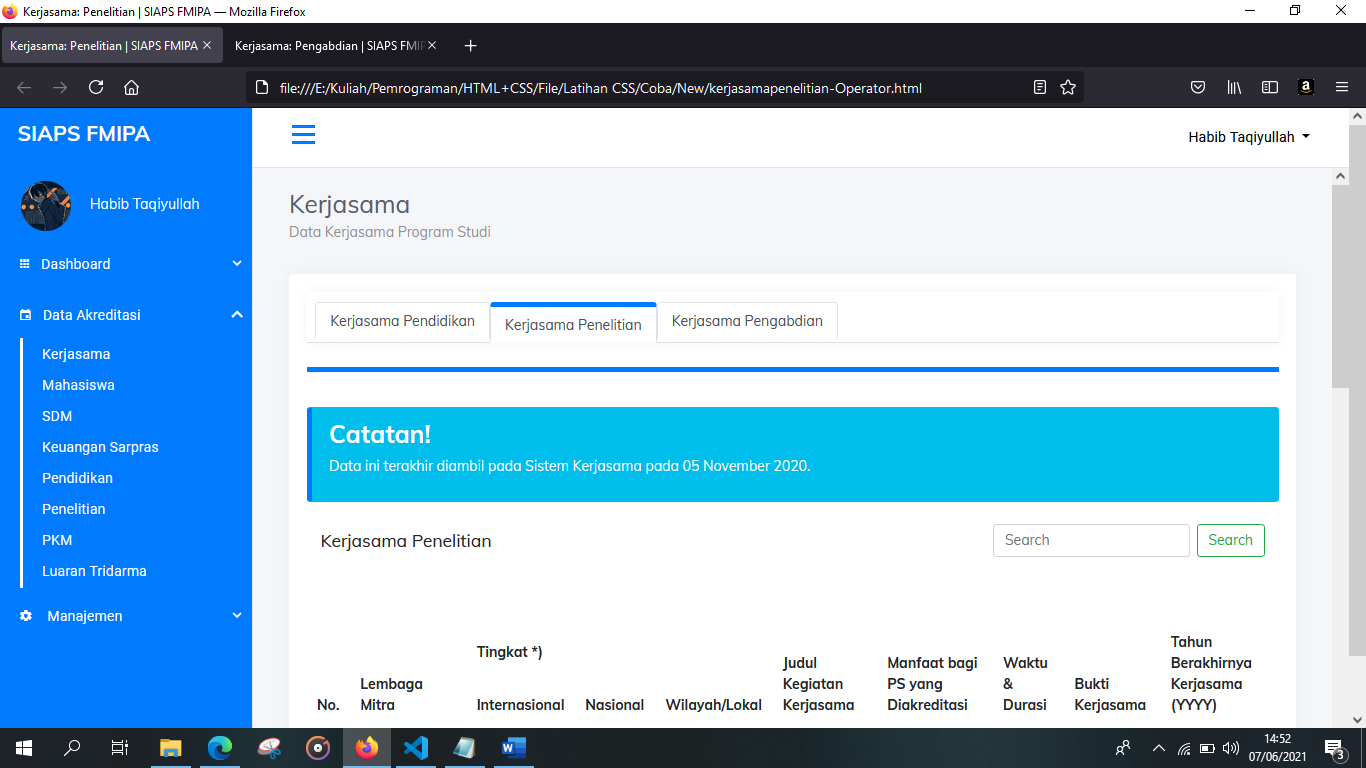 Kerjasama: Penelitian | SIAPS FMIPA — Mozilla Firefox
Kerjasama: Penelitian | SIAPS FMIPA
Kerjasama: Pengabdian | SIAPS FMIP
file:///E:/Kuliah/Pemrograman/HTML+CSS/File/Latihan CSS/Coba/New/kerjasamapenelitian-Operator.html
SIAPS FMIPA
Habib Taqiyullah
Habib Taqiyullah
Dashboard
Data Akreditasi
Kerjasama
Mahasiswa
SDM
Keuangan Sarpras
Pendidikan
Penelitian
PKM
Luaran Tridarma
Manajemen
Kerjasama
Data Kerjasama Program Studi
Kerjasama Pendidikan
Kerjasama Penelitian
Kerjasama Pengabdian
Catatan!
Data ini terakhir diambil pada Sistem Kerjasama pada 05 November 2020.
Kerjasama Penelitian
Search
Search
No.
Lembaga
Mitra
Tingkat *)
Internasional
Nasional
Wilayah/Lokal
Judul
Kegiatan
Kerjasama
Manfaat bagi
PS yang
Diakreditasi
Waktu
&
Durasi
Bukti
Kerjasama
Tahun
Berakhirnya
Kerjasama
(YYYY)
14:52
07/06/2021
3